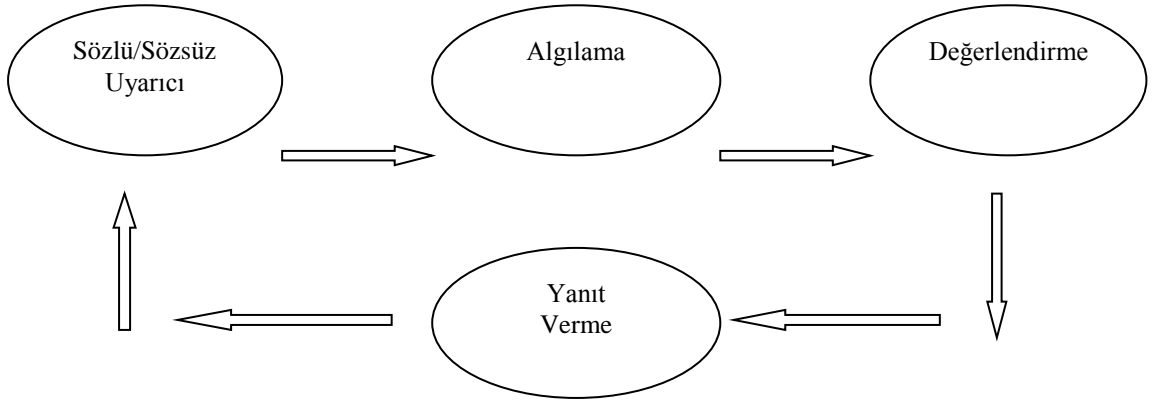 Sözlü/Sözsüz
Uyarıcı
Algılama
Değerlendirme
Yanıt
Verme